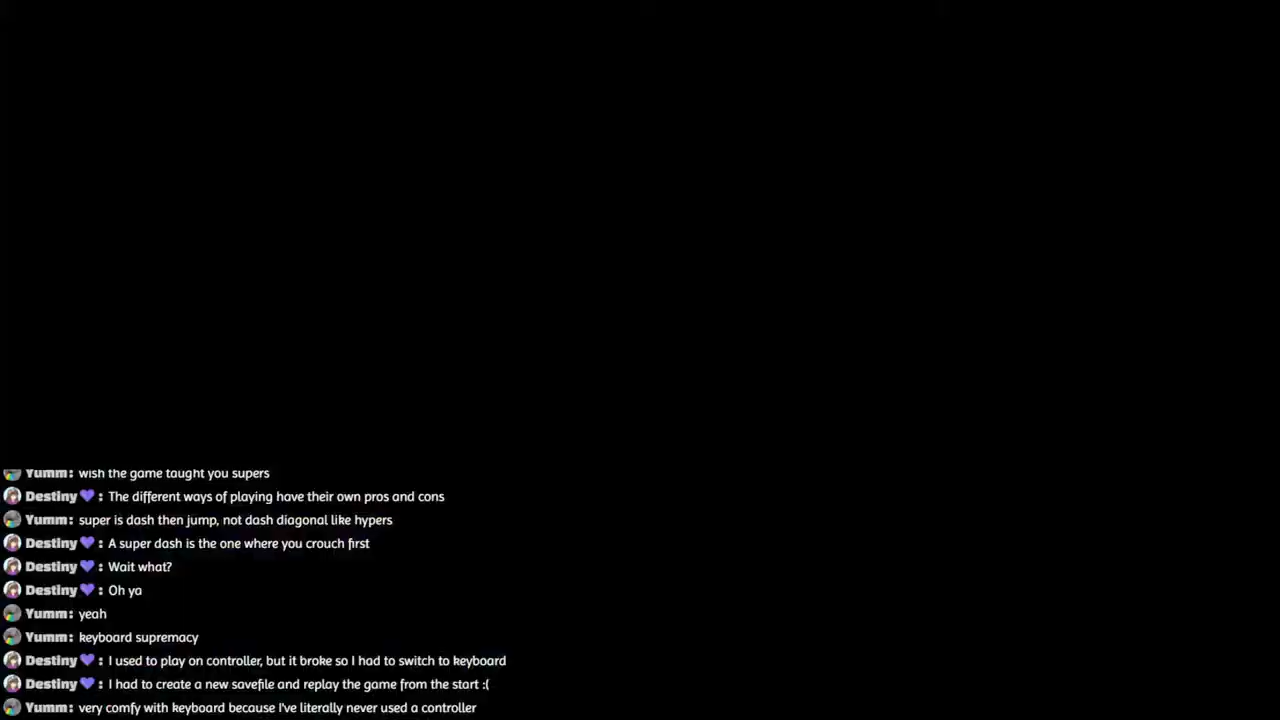 Yumm: wish the game taught you supers
Destiny💜: The different ways of playing have their own pros and cons
Yumm: super is dash then jump, not dash diagonal like hypers
Destiny💜: A super dash is the one where you crouch first
Destiny💜: Wait what?
Destiny💜: Oh ya
Yumm: yeah
Yumm: keyboard supremacy
Destiny💜: I used to play on controller, but it broke so I had to switch to keyboard
Destiny💜: I had to create a new savefile and replay the game from the start :(
Yumm: very comfy with keyboard because I've literally never used a controller